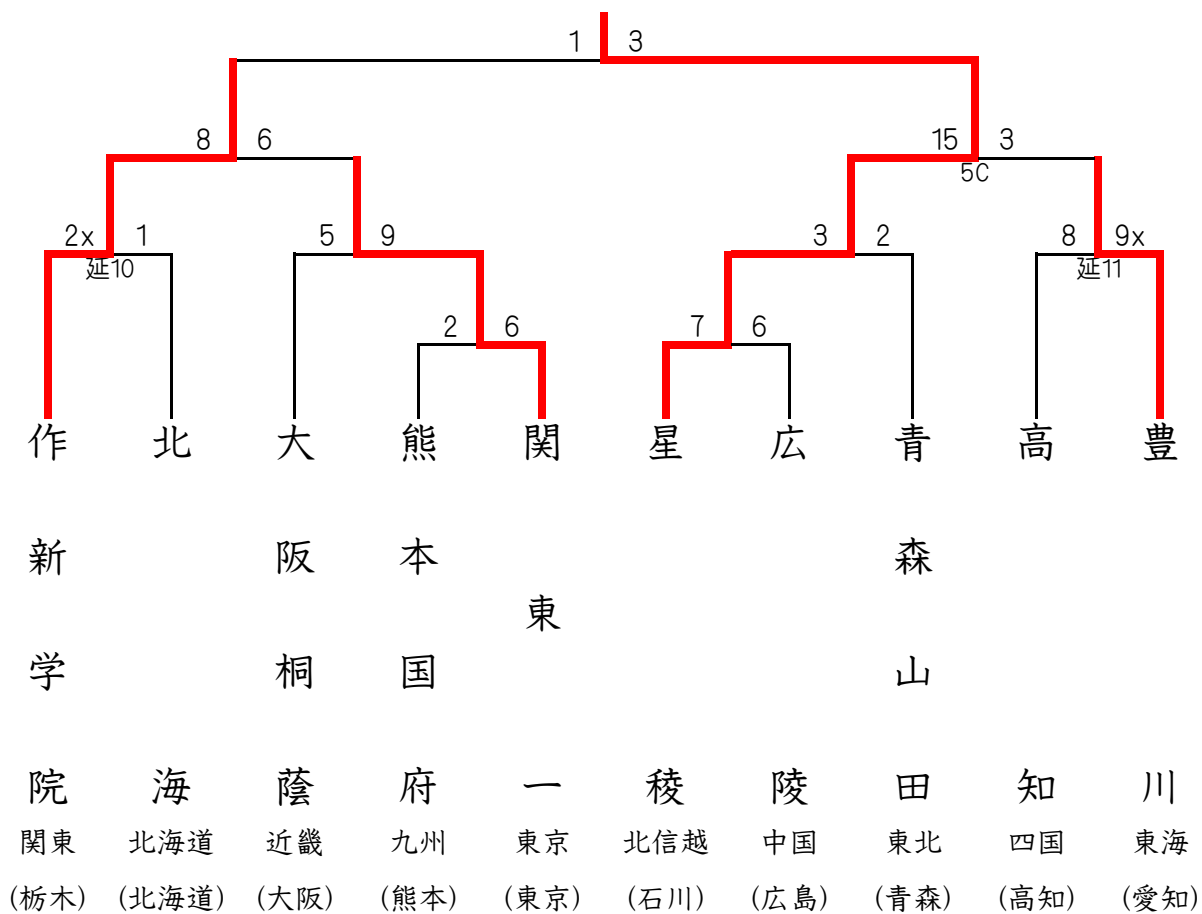 1 3
8 6
15 3
5C
2x 1
延10
5 9
3 2
8 9x
延11
2 6
7 6
作新学院
関東
(栃木)
北海
北海道
(北海道)
大阪桐蔭
近畿
(大阪)
熊本国府
九州
(熊本)
関東一
東京
(東京)
星稜
北信越
(石川)
広陵
中国
(広島)
青森山田
東北
(青森)
高知
四国
(高知)
豊川
東海
(愛知)